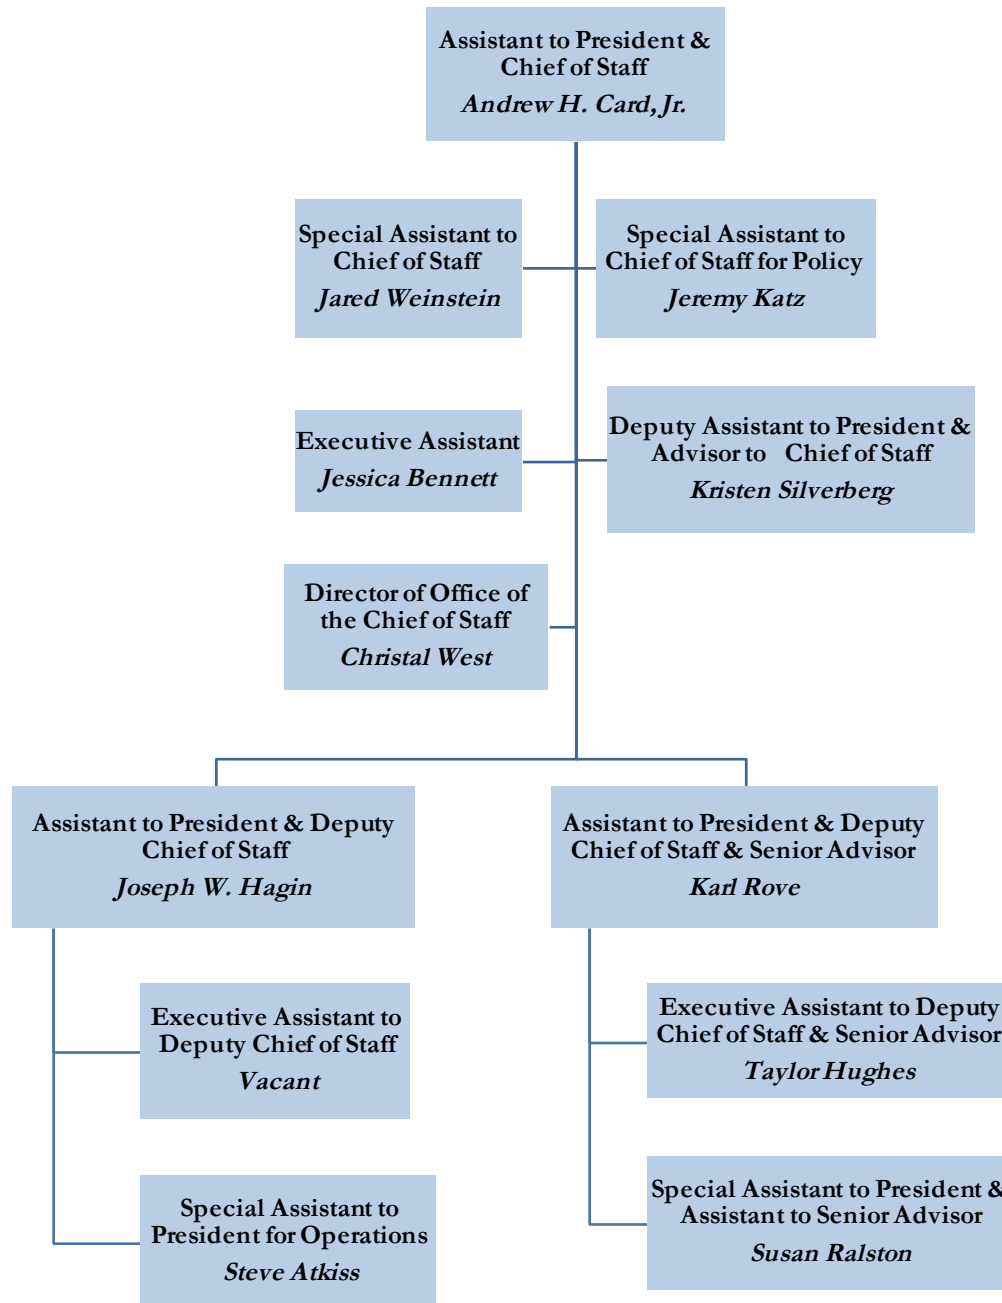 Assistant to President &
Chief of Staff
Andrew H. Card, Jr.
Special Assistant to
Chief of Staff
Jared Weinstein
Special Assistant to
Chief of Staff for Policy
Jeremy Katz
Executive Assistant
Jessica Bennett
Deputy Assistant to President &
Advisor to Chief of Staff
Kristen Silverberg
Director of Office of
the Chief of Staff
Christal West
Assistant to President & Deputy
Chief of Staff
Joseph W. Hagin
Assistant to President & Deputy
Chief of Staff & Senior Advisor
Karl Rove
Executive Assistant to
Deputy Chief of Staff
Vacant
Executive Assistant to Deputy
Chief of Staff & Senior Advisor
Taylor Hughes
Special Assistant to
President for Operations
Steve Atkiss
Special Assistant to President &
Assistant to Senior Advisor
Susan Ralston